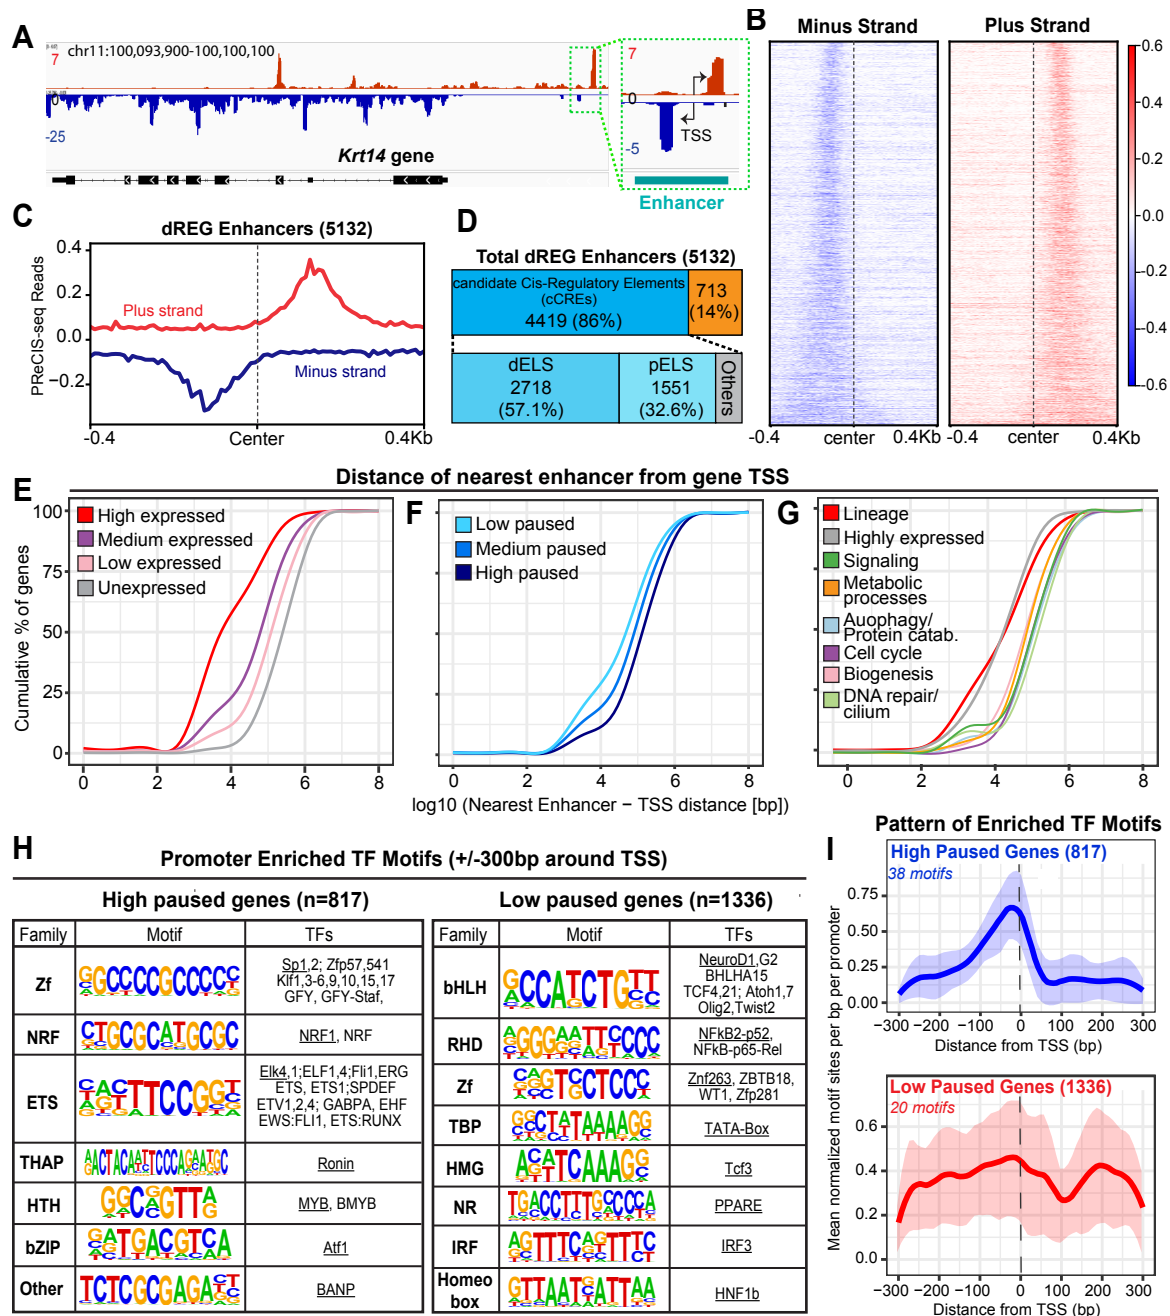 A
chr11:100,093,900-100,100,100
7
0
-25
Krt14 gene
7
0
-5
TSS
Enhancer
B
Minus Strand
Plus Strand
0.6
0.4
0.2
0.0
−0.2
−0.4
−0.6
-0.4
center
0.4Kb
-0.4
center
0.4Kb
C
dREG Enhancers (5132)
PReCIS-seq Reads
0.4
0.2
0.0
−0.2
Plus strand
Minus strand
-0.4
Center
0.4Kb
D
Total dREG Enhancers (5132)
candidate Cis-Regulatory Elements
(cCREs)
4419 (86%)
713
(14%)
dELS
2718
(57.1%)
pELS
1551
(32.6%)
Others
Distance of nearest enhancer from gene TSS
E
Cumulative % of genes
100
75
50
25
0
High expressed
Medium expressed
Low expressed
Unexpressed
0 2 4 6 8
F
Low paused
Medium paused
High paused
0 2 4 6 8
log10 (Nearest Enhancer − TSS distance [bp])
G
Lineage
Highly expressed
Signaling
Metabolic
processes
Auophagy/
Protein catab.
Cell cycle
Biogenesis
DNA repair/
cilium
0 2 4 6 8
H
Promoter Enriched TF Motifs (+/-300bp around TSS)
High paused genes (n=817)
Family Motif TFs
Zf
GGCCCCGCCCCC
Sp1,2; Zfp57,541
Klf1,3-6,9,10,15,17
GFY, GFY-Staf,
NRF
CTGCGCATGCGC
NRF1, NRF
ETS
Elk4,1;ELF1,4;Fli1,ERG
ETS, ETS1;SPDEF
ETV1,2,4; GABPA, EHF
EWS:FLI1, ETS:RUNX
THAP
Ronin
HTH
MYB, BMYB
bZIP
Atf1
Other
BANP
Low paused genes (n=1336)
Family Motif TFs
bHLH
NeuroD1,G2
BHLHA15
TCF4,21; Atoh1,7
Olig2,Twist2
RHD
NFkB2-p52,
NFkB-p65-Rel
Zf
Znf263, ZBTB18,
WT1, Zfp281
TBP
TATA-Box
HMG
Tcf3
NR
PPARE
IRF
IRF3
Homeo
box
HNF1b
I
Pattern of Enriched TF Motifs
Mean normalized motif sites per bp per promoter
High Paused Genes (817)
38 motifs
0.75
0.50
0.25
0.00
−300 −200 −100 0 100 200 300
Distance from TSS (bp)
Low Paused Genes (1336)
20 motifs
0.6
0.4
0.2
0.0
−300 −200 −100 0 100 200 300
Distance from TSS (bp)